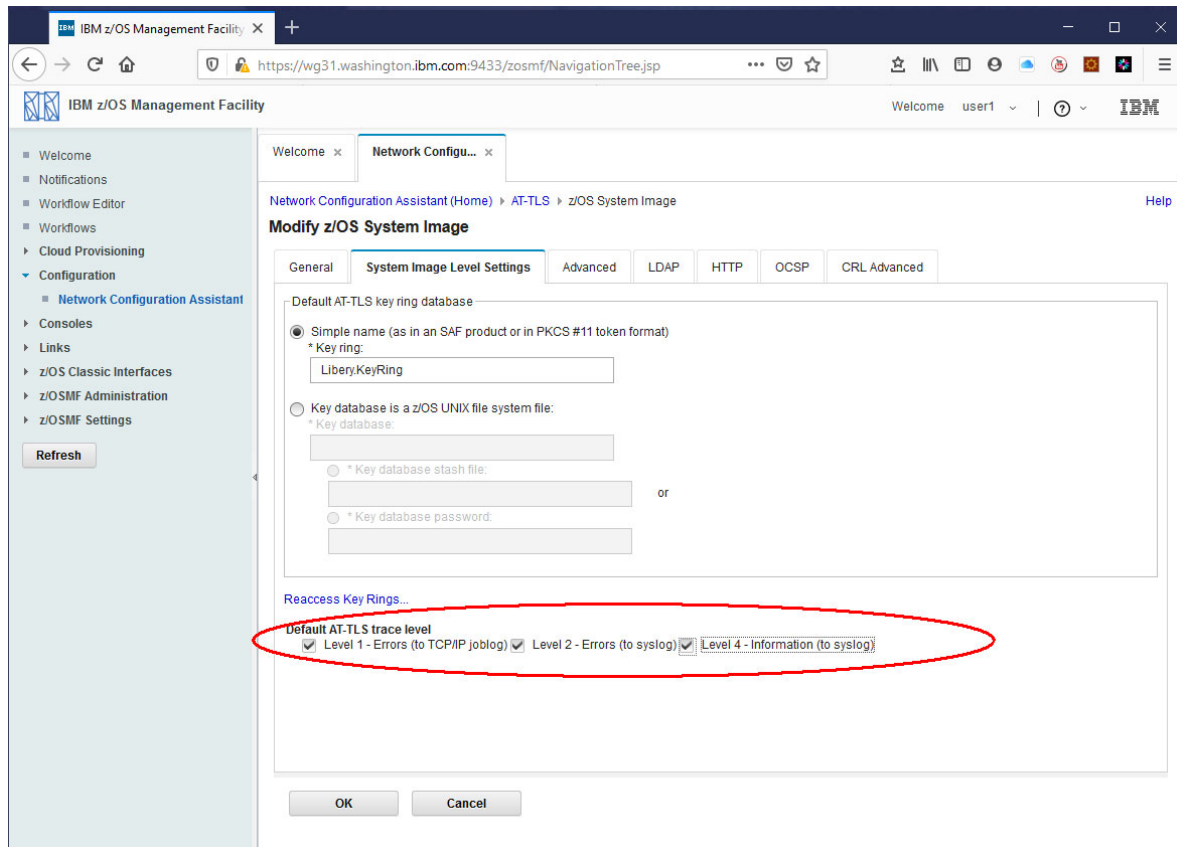 IBM z/OS Management Facility
https://wg31.washington.ibm.com:9433/zosmf/NavigationTree.jsp
IBM z/OS Management Facility
Welcome user1
IBM
Welcome
Notifications
Workflow Editor
Workflows
Cloud Provisioning
Configuration
Network Configuration Assistant
Consoles
Links
z/OS Classic Interfaces
z/OSMF Administration
z/OSMF Settings
Refresh
Welcome
Network Configu...
Network Configuration Assistant (Home) AT-TLS z/OS System Image
Help
Modify z/OS System Image
General System Image Level Settings Advanced LDAP HTTP OCSP CRL Advanced
Default AT-TLS key ring database
Simple name (as in an SAF product or in PKCS #11 token format)
* Key ring:
Libery.KeyRing
Key database is a z/OS UNIX file system file:
* Key database:
* Key database stash file:
or
* Key database password:
Reaccess Key Rings...
Default AT-TLS trace level
Level 1 - Errors (to TCP/IP joblog) Level 2 - Errors (to syslog) Level 4 - Information (to syslog)
OK Cancel